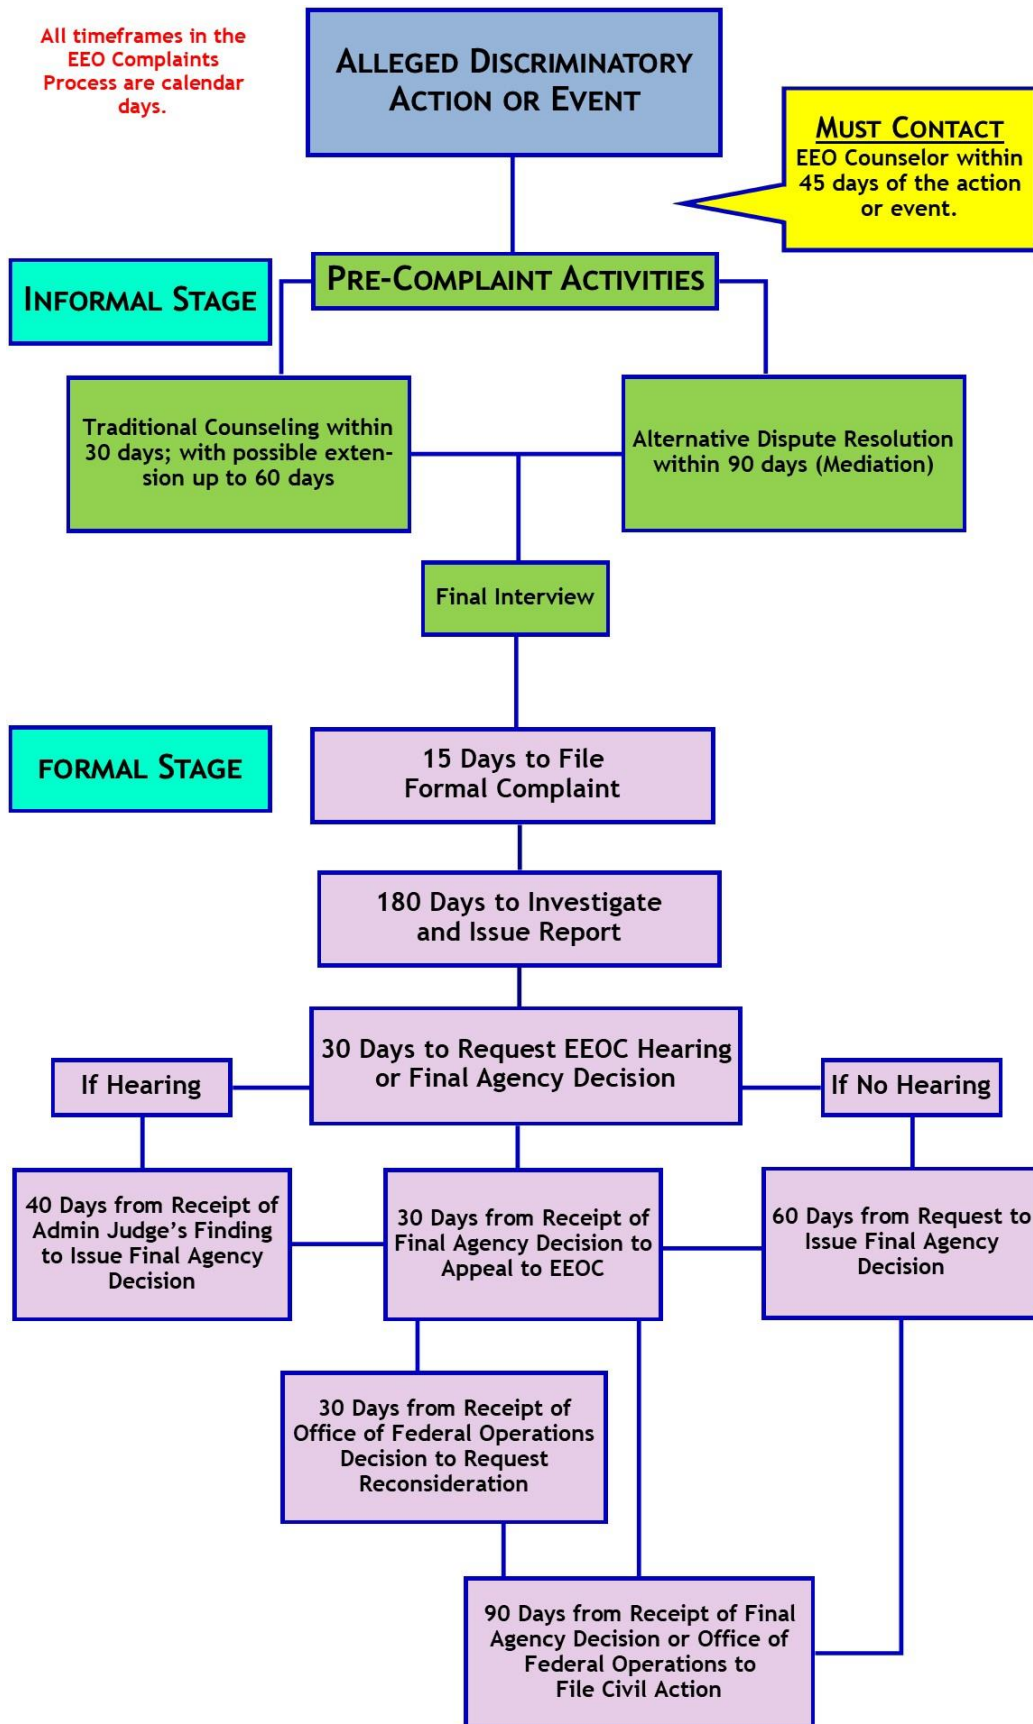 All timeframes in the
EEO Complaints
Process are calendar
days.
ALLEGED DISCRIMINATORY
ACTION OR EVENT
MUST CONTACT
EEO Counselor within
45 days of the action
or event.
PRE-COMPLAINT ACTIVITIES
INFORMAL STAGE
Traditional Counseling within
30 days; with possible exten-
sion up to 60 days
Alternative Dispute Resolution
within 90 days (Mediation)
Final Interview
FORMAL STAGE
15 Days to File
Formal Complaint
180 Days to Investigate
and Issue Report
30 Days to Request EEOC Hearing
or Final Agency Decision
If Hearing
If No Hearing
40 Days from Receipt of
Admin Judge's Finding
to Issue Final Agency
Decision
30 Days from Receipt of
Final Agency Decision to
Appeal to EEOC
60 Days from Request to
Issue Final Agency
Decision
30 Days from Receipt of
Office of Federal Operations
Decision to Request
Reconsideration
90 Days from Receipt of Final
Agency Decision or Office of
Federal Operations to
File Civil Action